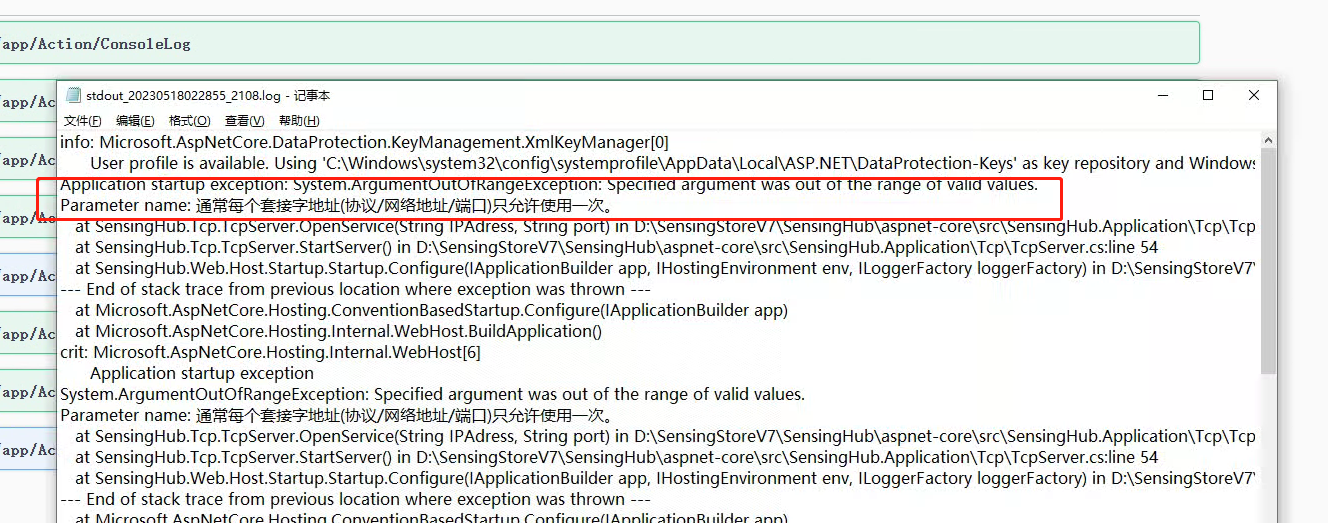 app/Action/ConsoleLog
stdout_20230518022855_2108.log - 记事本
app/Ac
文件(F) 编辑(E) 格式(O) 查看(V) 帮助(H)
info: Microsoft.AspNetCore.DataProtection.KeyManagement.XmlKeyManager[0]
app/Ac
User profile is available. Using 'C:\Windows\system32\config\systemprofile\AppData\Local\ASP.NET\DataProtection-Keys' as key repository and Windows
Application startup exception: System.ArgumentOutOfRangeException: Specified argument was out of the range of valid values.
Parameter name: 通常每个套接字地址(协议/网络地址/端口)只允许使用一次。
app/Ac
at SensingHub.Tcp.TcpServer.OpenService(String IPAdress, String port) in D:\SensingStoreV7\SensingHub\aspnet-core\src\SensingHub.Application\Tcp\Tcp
at SensingHub.Tcp.TcpServer.StartServer() in D:\SensingStoreV7\SensingHub\aspnet-core\src\SensingHub.Application\Tcp\TcpServer.cs:line 54
at SensingHub.Web.Host.Startup.Startup.Configure(IApplicationBuilder app, IHostingEnvironment env, ILoggerFactory loggerFactory) in D:\SensingStoreV7\
app/Ac
--- End of stack trace from previous location where exception was thrown ---
at Microsoft.AspNetCore.Hosting.ConventionBasedStartup.Configure(IApplicationBuilder app)
at Microsoft.AspNetCore.Hosting.Internal.WebHost.BuildApplication()
app/Ac
crit: Microsoft.AspNetCore.Hosting.Internal.WebHost[6]
Application startup exception
app/Ac
System.ArgumentOutOfRangeException: Specified argument was out of the range of valid values.
Parameter name: 通常每个套接字地址(协议/网络地址/端口)只允许使用一次。
at SensingHub.Tcp.TcpServer.OpenService(String IPAdress, String port) in D:\SensingStoreV7\SensingHub\aspnet-core\src\SensingHub.Application\Tcp\Tcp
app/Ac
at SensingHub.Tcp.TcpServer.StartServer() in D:\SensingStoreV7\SensingHub\aspnet-core\src\SensingHub.Application\Tcp\TcpServer.cs:line 54
at SensingHub.Web.Host.Startup.Startup.Configure(IApplicationBuilder app, IHostingEnvironment env, ILoggerFactory loggerFactory) in D:\SensingStoreV7\
--- End of stack trace from previous location where exception was thrown ---
at Microsoft.AspNetCore.Hosting.ConventionBasedStartup.Configure(IApplicationBuilder app)